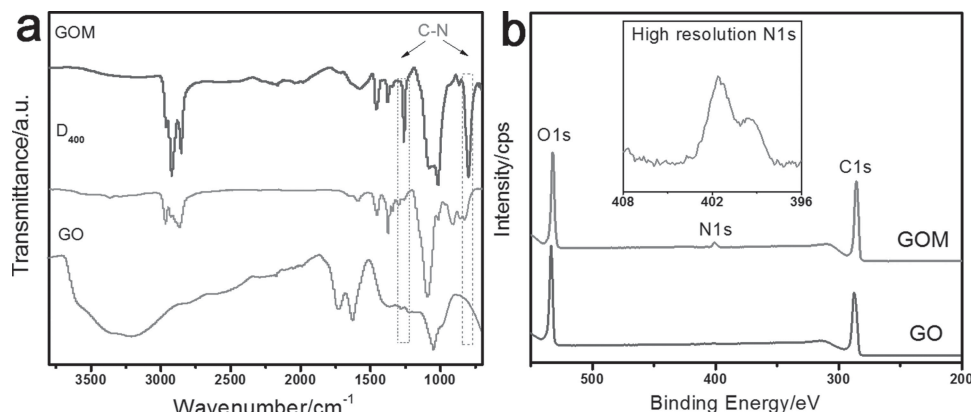 a
GOM
C-N
D₄₀₀
GO
Transmittance/a.u.
3500 3000 2500 2000 1500 1000
Wavenumber/cm⁻¹
b
High resolution N1s
408 402 396
O1s
C1s
N1s
GOM
GO
Intensity/cps
500 400 300 200
Binding Energy/eV